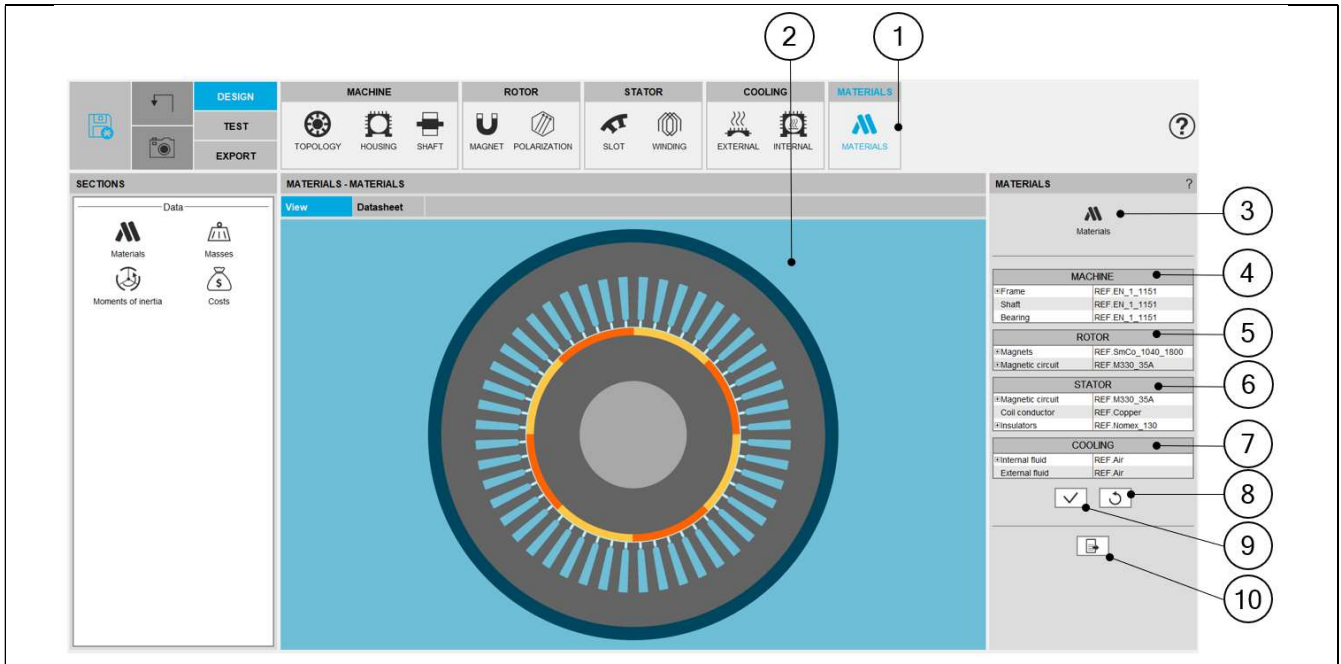 2 1
DESIGN MACHINE ROTOR STATOR COOLING MATERIALS
TEST
EXPORT
TOPOLOGY HOUSING SHAFT MAGNET POLARIZATION SLOT WINDING EXTERNAL INTERNAL MATERIALS
?
SECTIONS MATERIALS - MATERIALS MATERIALS ?
Data
View Datasheet
Materials Masses
Moments of inertia Costs
$
Materials
3
MACHINE 4
Frame REF.EN_1_1151
Shaft REF.EN_1_1151
Bearing REF.EN_1_1151
ROTOR 5
Magnets REF.SmCo_1040_1800
Magnetic circuit REF.M330_35A
STATOR 6
Magnetic circuit REF.M330_35A
Coil conductor REF.Copper
Insulators REF.Nomex_130
COOLING 7
Internal fluid REF.Air
External fluid REF.Air
8
9
10